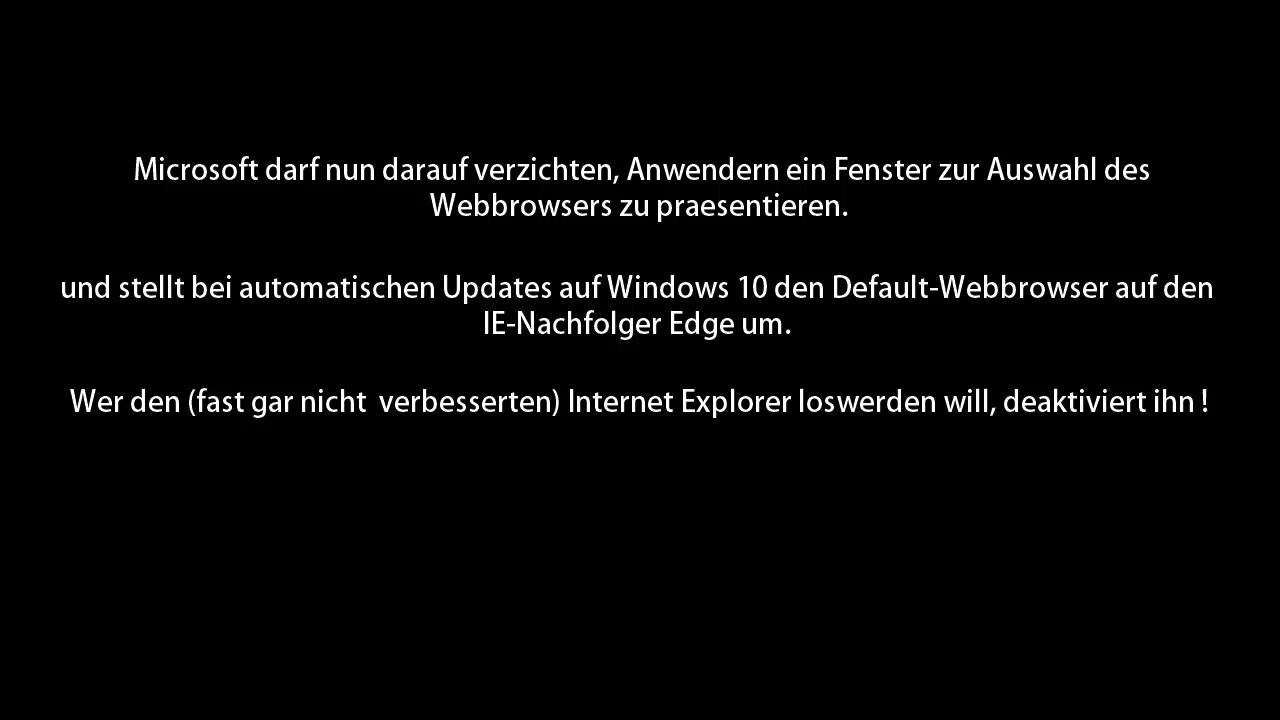 Microsoft darf nun darauf verzichten, Anwendern ein Fenster zur Auswahl des
Webbrowsers zu praesentieren.
und stellt bei automatischen Updates auf Windows 10 den Default-Webbrowser auf den
IE-Nachfolger Edge um.
Wer den (fast gar nicht  verbesserten) Internet Explorer loswerden will, deaktiviert ihn !